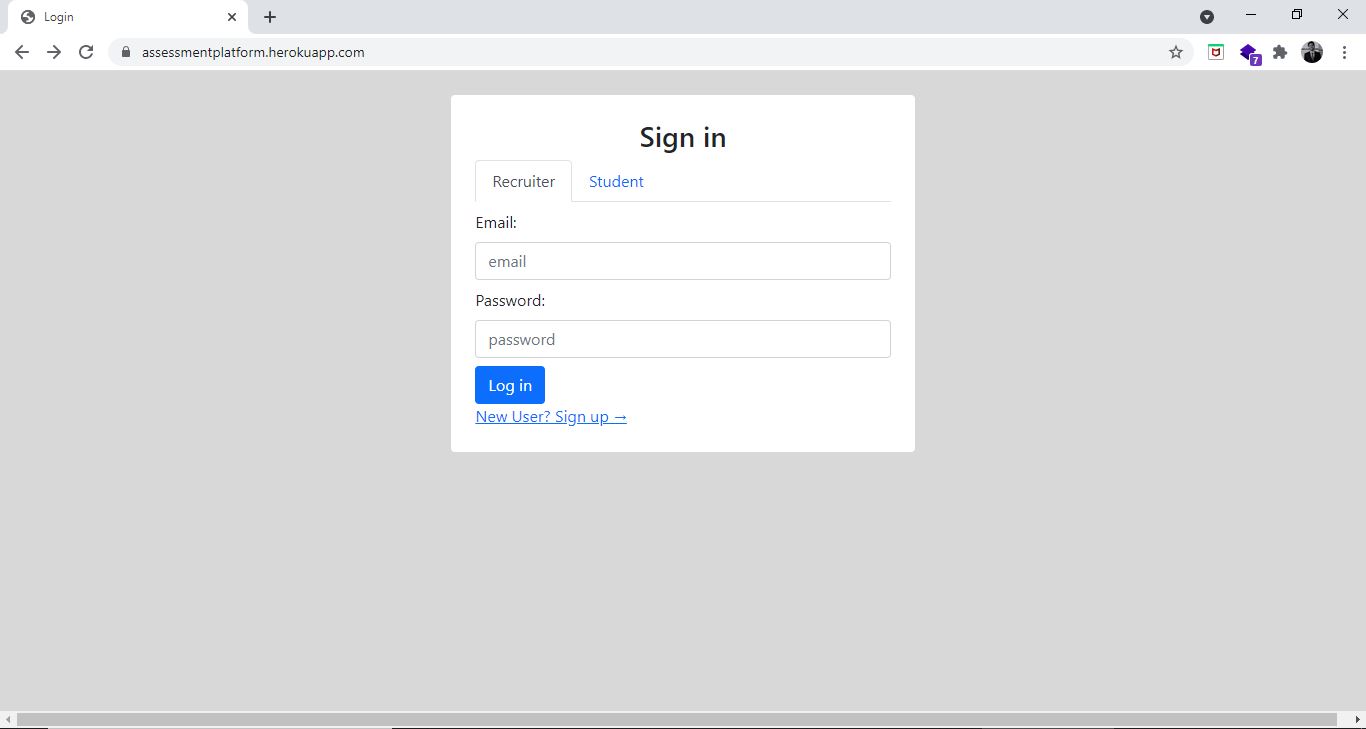 Login
assessmentplatform.herokuapp.com
7
Sign in
Recruiter Student
Email:
email
Password:
password
Log in
New User? Sign up →